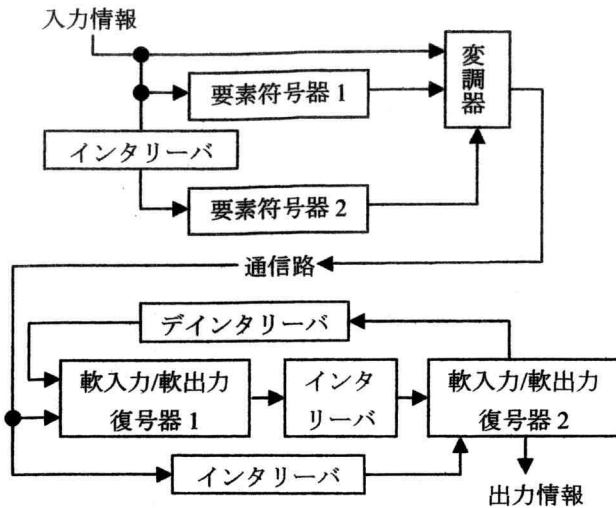 入力情報
変調器
要素符号器 1
インタリーバ
要素符号器 2
通信路
デインタリーバ
軟入力/軟出力
復号器 1
インタ
リーバ
軟入力/軟出力
復号器 2
インタリーバ
出力情報